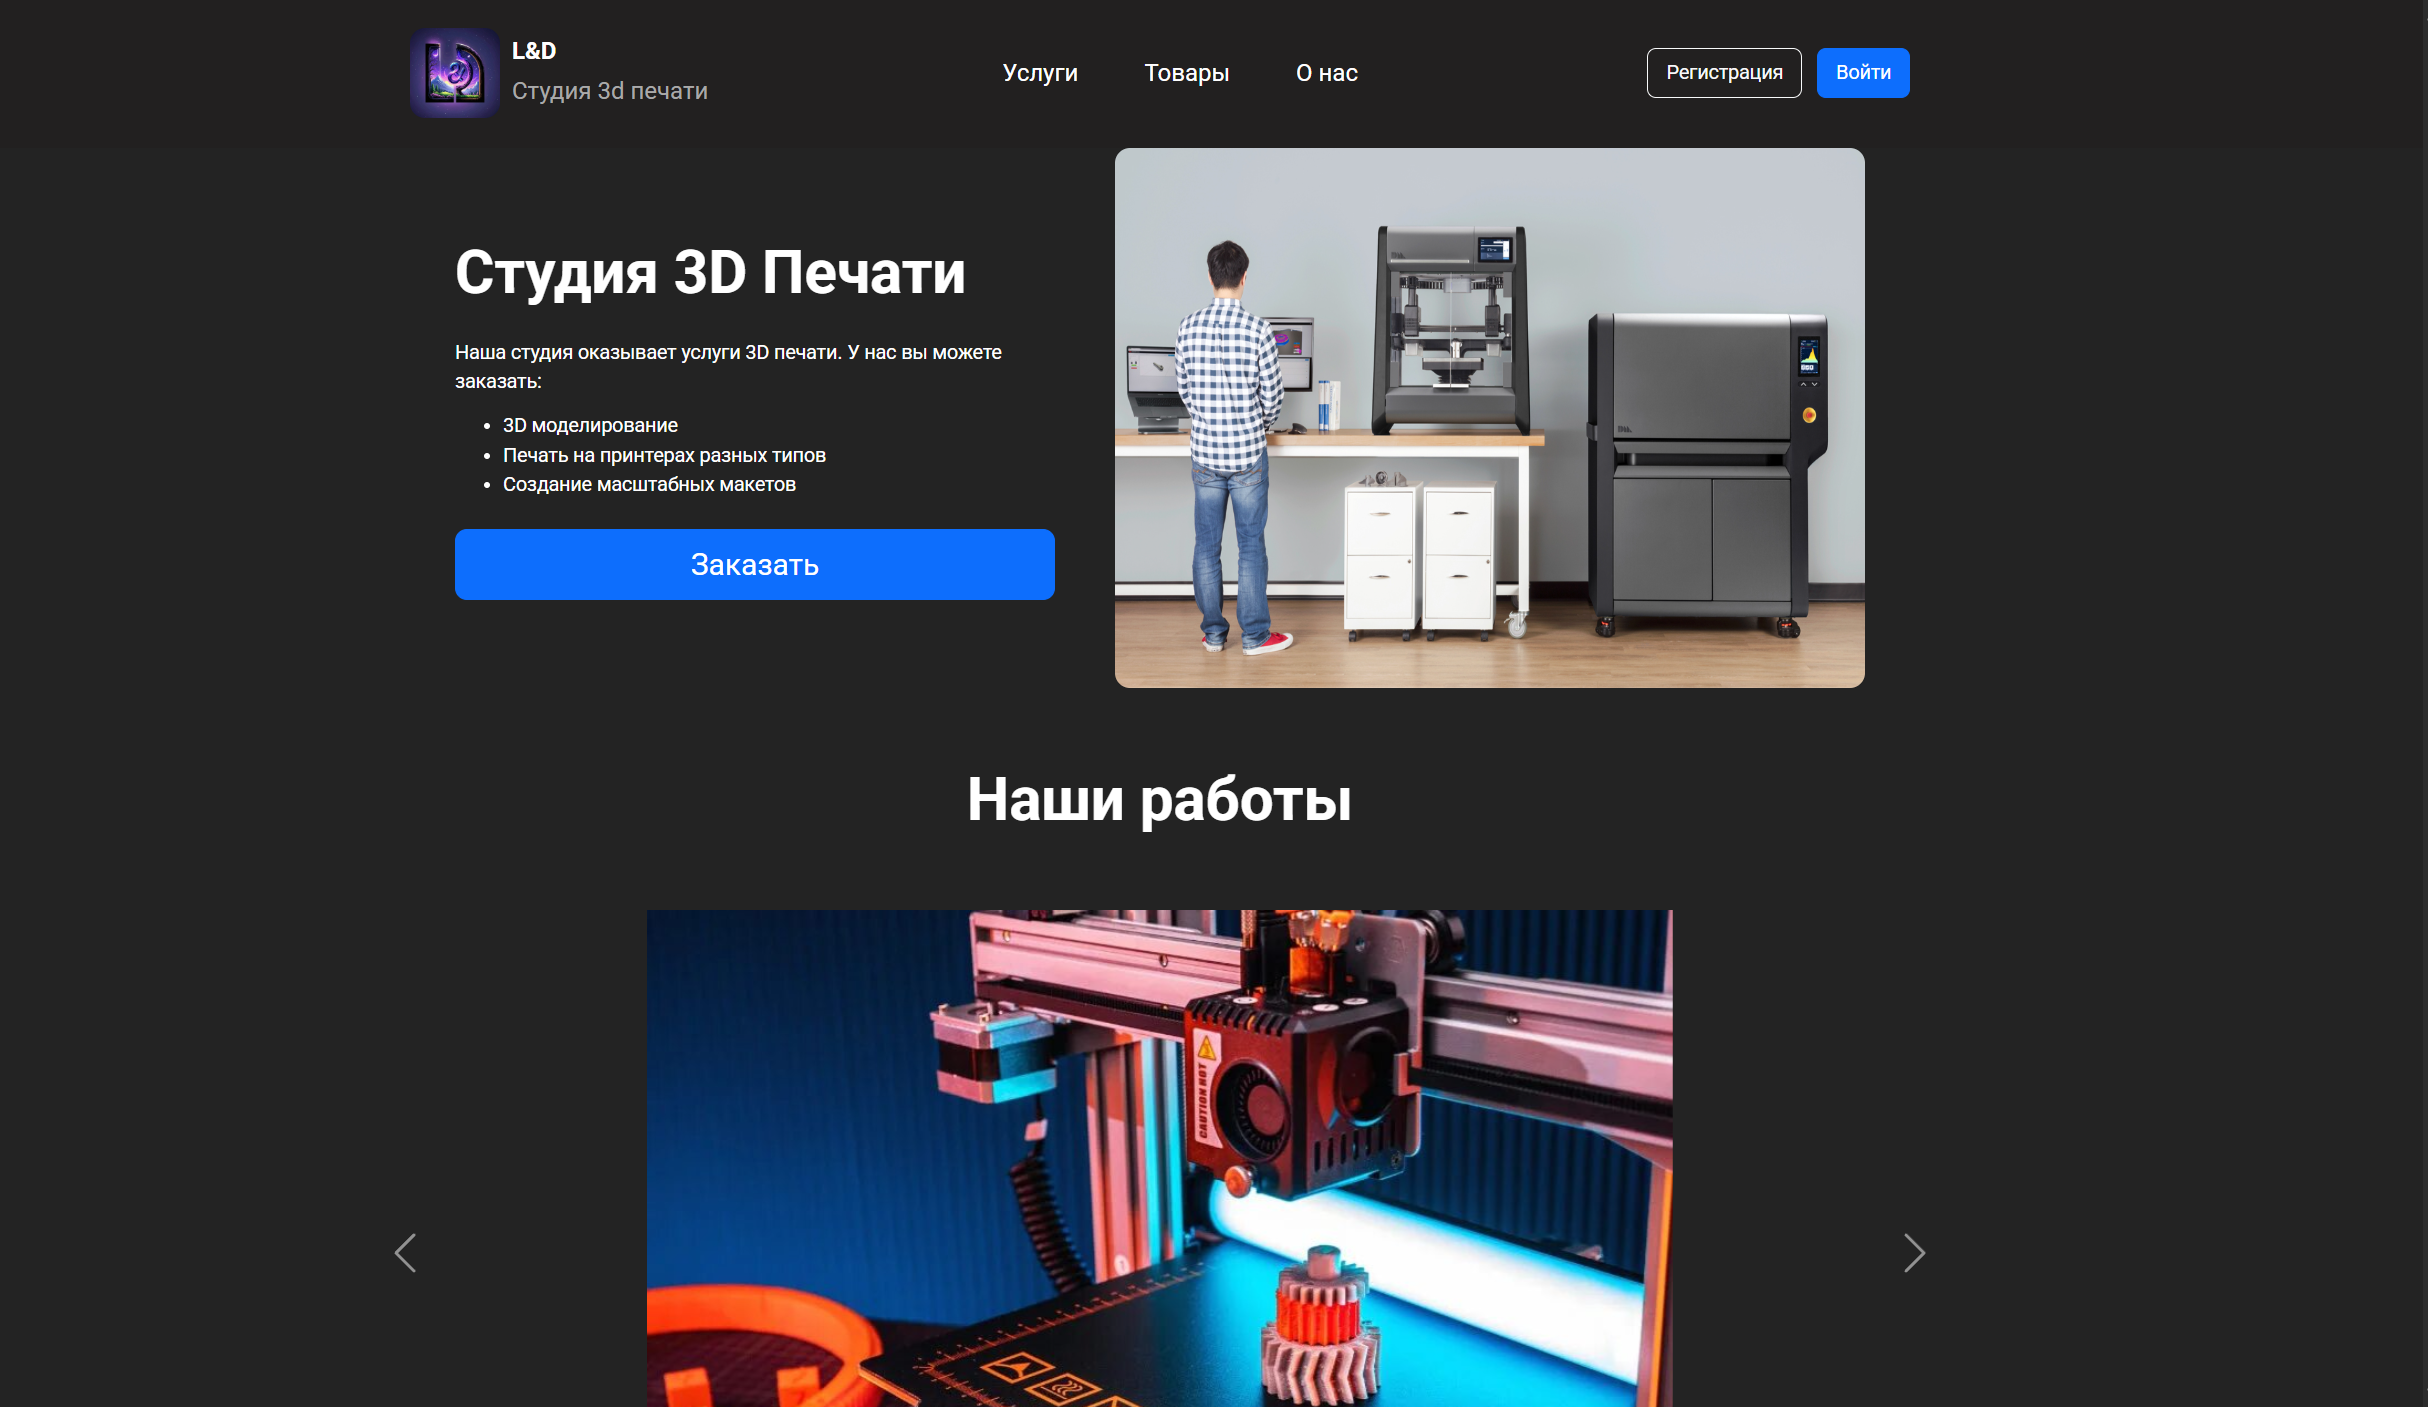 L&D
Студия 3d печати
Услуги
Товары
О нас
Регистрация
Войти
Студия 3D Печати
Наша студия оказывает услуги 3D печати. У нас вы можете
заказать:
3D моделирование
Печать на принтерах разных типов
Создание масштабных макетов
Заказать
Наши работы
CAUTION HOT